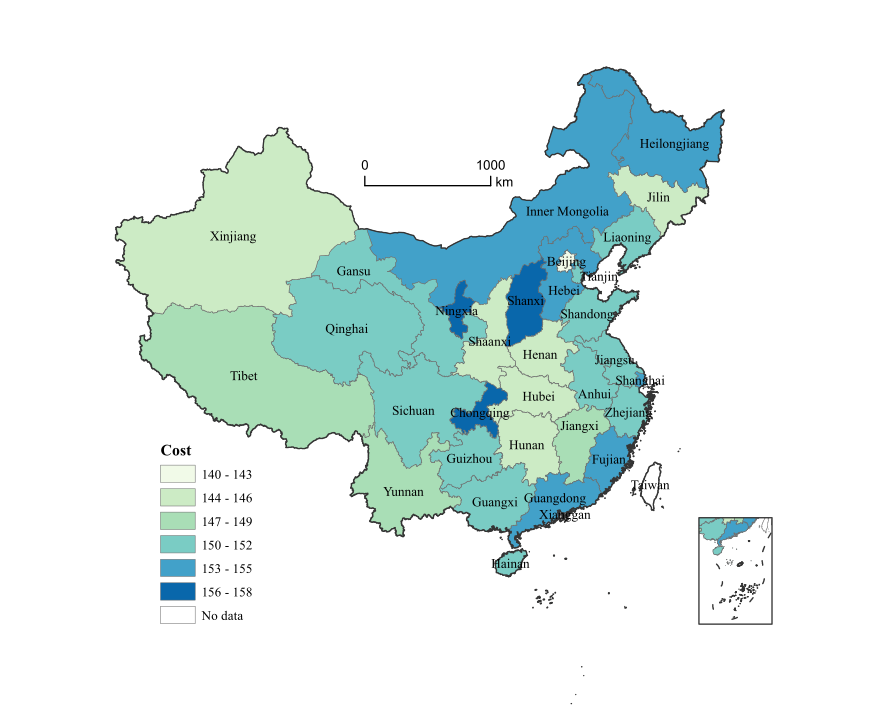 Heilongjiang
0 1000
km
Jilin
Inner Mongolia
Xinjiang
Liaoning
Beijing
Gansu
Tianjin
Hebei
Shanxi
Ningxia
Shandong
Qinghai
Shaanxi
Henan
Jiangsu
Tibet
Shanghai
Anhui
Hubei
Sichuan
Chongqing
Zhejiang
Jiangxi
Hunan
Cost
Guizhou
Fujian
140 - 143
Taiwan
Yunnan
144 - 146
Guangxi
Guangdong
Xianggan
147 - 149
150 - 152
Hainan
153 - 155
156 - 158
No data